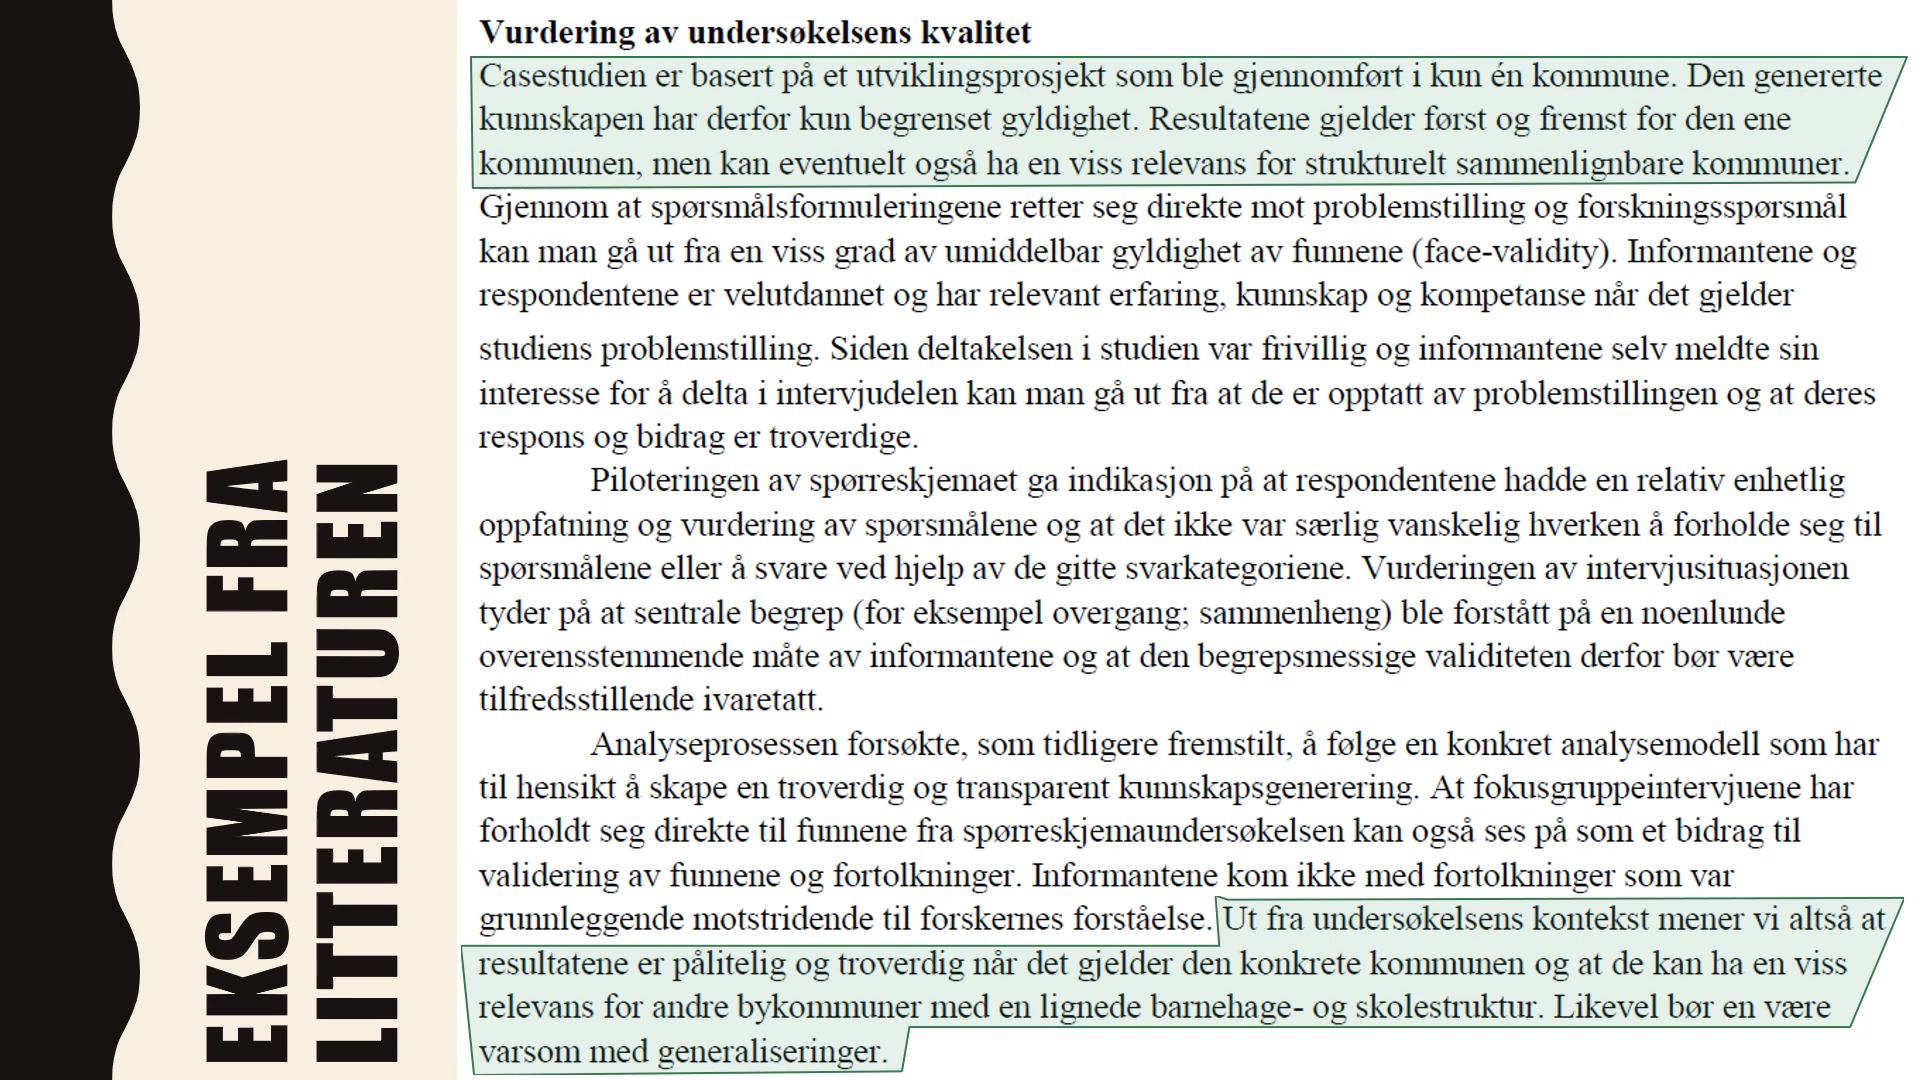 EKSEMPEL FRA
LITTERATUREN
Vurdering av undersøkelsens kvalitet
Casestudien er basert på et utviklingsprosjekt som ble gjennomført i kun én kommune. Den genererte
kunnskapen har derfor kun begrenset gyldighet. Resultatene gjelder først og fremst for den ene
kommunen, men kan eventuelt også ha en viss relevans for strukturelt sammenlignbare kommuner.
Gjennom at spørsmålsformuleringene retter seg direkte mot problemstilling og forskningsspørsmål
kan man gå ut fra en viss grad av umiddelbar gyldighet av funnene (face-validity). Informantene og
respondentene er velutdannet og har relevant erfaring, kunnskap og kompetanse når det gjelder
studiens problemstilling. Siden deltakelsen i studien var frivillig og informantene selv meldte sin
interesse for å delta i intervjudelen kan man gå ut fra at de er opptatt av problemstillingen og at deres
respons og bidrag er troverdige.
Piloteringen av spørreskjemaet ga indikasjon på at respondentene hadde en relativ enhetlig
oppfatning og vurdering av spørsmålene og at det ikke var særlig vanskelig hverken å forholde seg til
spørsmålene eller å svare ved hjelp av de gitte svarkategoriene. Vurderingen av intervjusituasjonen
tyder på at sentrale begrep (for eksempel overgang; sammenheng) ble forstått på en noenlunde
overensstemmende måte av informantene og at den begrepsmessige validiteten derfor bør være
tilfredsstillende ivaretatt.
Analyseprosessen forsøkte, som tidligere fremstilt, å følge en konkret analysemodell som har
til hensikt å skape en troverdig og transparent kunnskapsgenerering. At fokusgruppeintervjuene har
forholdt seg direkte til funnene fra spørreskjemaundersøkelsen kan også ses på som et bidrag til
validering av funnene og fortolkninger. Informantene kom ikke med fortolkninger som var
grunnleggende motstridende til forskernes forståelse. Ut fra undersøkelsens kontekst mener vi altså at
resultatene er pålitelig og troverdig når det gjelder den konkrete kommunen og at de kan ha en viss
relevans for andre bykommuner med en lignede barnehage- og skolestruktur. Likevel bør en være
varsom med generaliseringer.